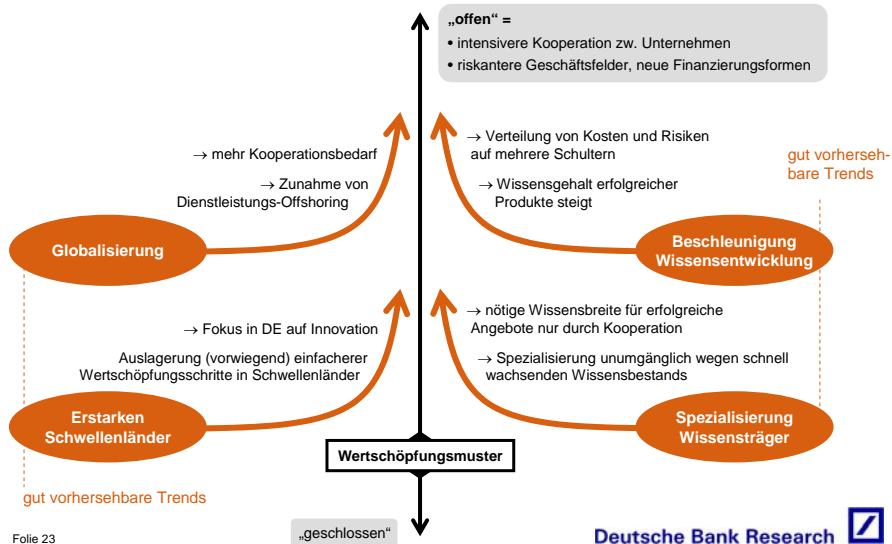 „offen“ =
• intensivere Kooperation zw. Unternehmen
• riskantere Geschäftsfelder, neue Finanzierungsformen
→ mehr Kooperationsbedarf
→ Zunahme von
Dienstleistungs-Offshoring
Globalisierung
→ Verteilung von Kosten und Risiken
auf mehrere Schultern
→ Wissensgehalt erfolgreicher
Produkte steigt
gut vorherseh-
bare Trends
Beschleunigung
Wissensentwicklung
→ Fokus in DE auf Innovation
Auslagerung (vorwiegend) einfacherer
Wertschöpfungsschritte in Schwellenländer
Erstarken
Schwellenländer
→ nötige Wissensbreite für erfolgreiche
Angebote nur durch Kooperation
→ Spezialisierung unumgänglich wegen schnell
wachsenden Wissensbestands
Spezialisierung
Wissensträger
Wertschöpfungsmuster
gut vorhersehbare Trends
„geschlossen“
Folie 23
Deutsche Bank Research